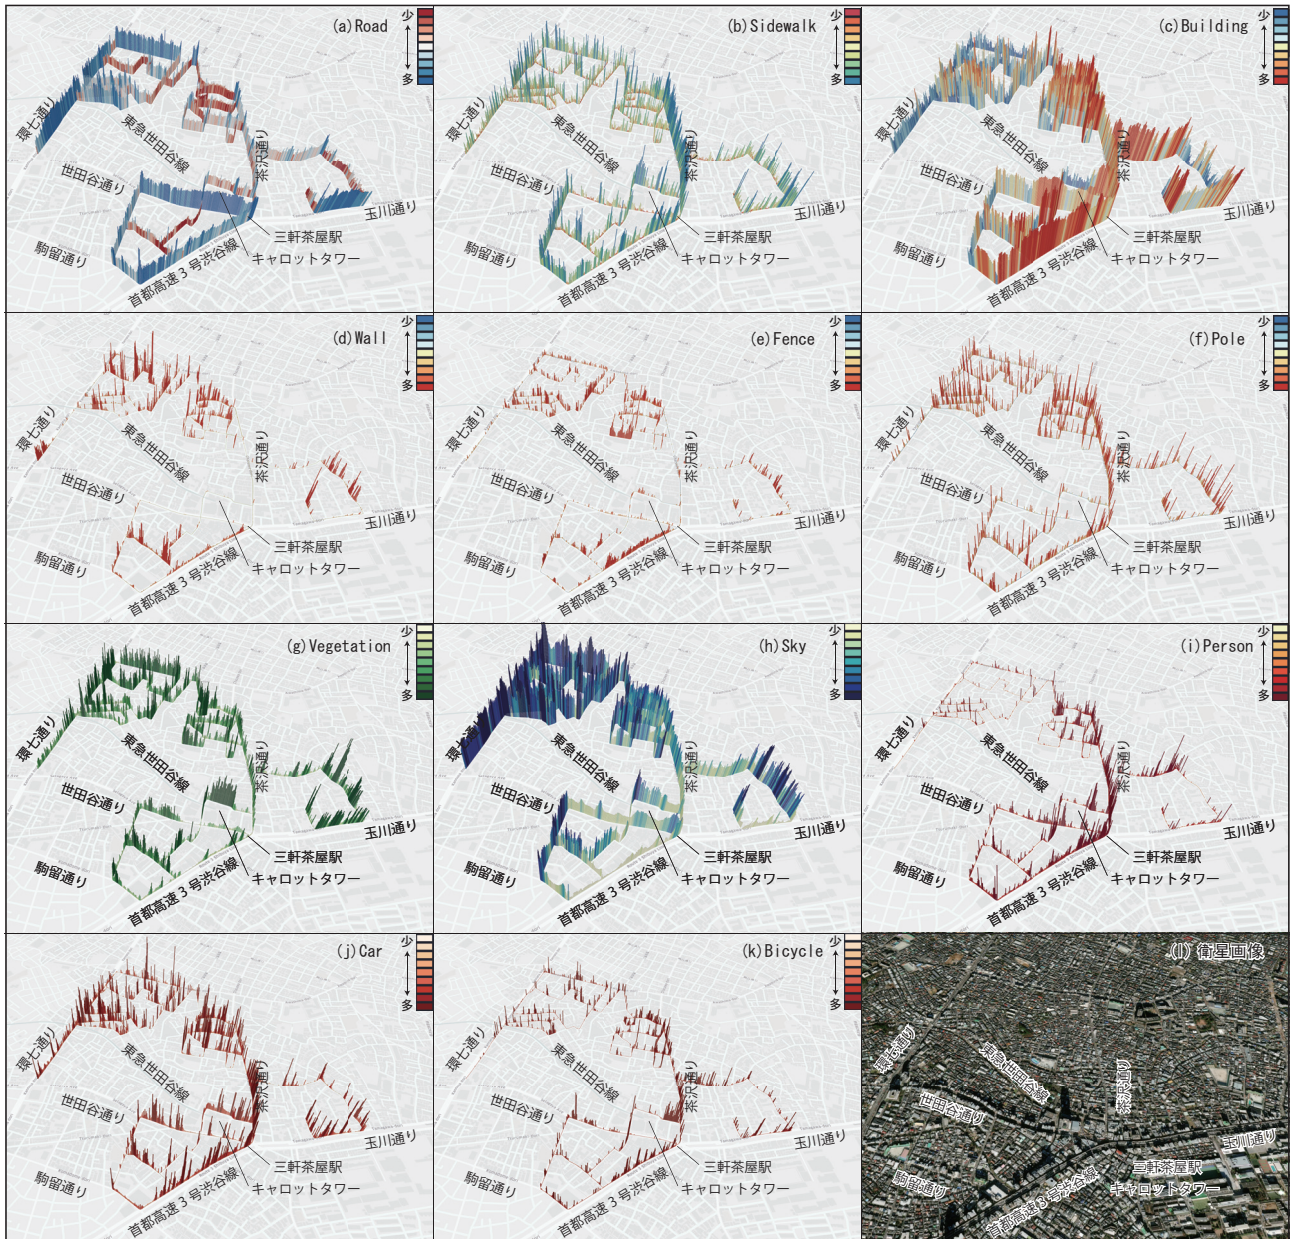 (a)Road
少
多
環七通り
東急世田谷線
茶沢通り
世田谷通り
玉川通り
三軒茶屋駅
駒留通り
キャロットタワー
首都高速3号渋谷線
(b)Sidewalk
少
多
環七通り
東急世田谷線
茶沢通り
世田谷通り
玉川通り
三軒茶屋駅
駒留通り
キャロットタワー
首都高速3号渋谷線
(c)Building
少
多
環七通り
東急世田谷線
茶沢通り
世田谷通り
玉川通り
三軒茶屋駅
駒留通り
キャロットタワー
首都高速3号渋谷線
(d)Wall
少
多
環七通り
東急世田谷線
茶沢通り
世田谷通り
玉川通り
三軒茶屋駅
駒留通り
キャロットタワー
首都高速3号渋谷線
(e)Fence
少
多
環七通り
東急世田谷線
茶沢通り
世田谷通り
玉川通り
三軒茶屋駅
駒留通り
キャロットタワー
首都高速3号渋谷線
(f)Pole
少
多
環七通り
東急世田谷線
茶沢通り
世田谷通り
玉川通り
三軒茶屋駅
駒留通り
キャロットタワー
首都高速3号渋谷線
(g)Vegetation
少
多
環七通り
東急世田谷線
茶沢通り
世田谷通り
玉川通り
三軒茶屋駅
駒留通り
キャロットタワー
首都高速3号渋谷線
(h)Sky
少
多
環七通り
東急世田谷線
茶沢通り
世田谷通り
玉川通り
三軒茶屋駅
駒留通り
キャロットタワー
首都高速3号渋谷線
(i)Person
少
多
環七通り
東急世田谷線
茶沢通り
世田谷通り
玉川通り
三軒茶屋駅
駒留通り
キャロットタワー
首都高速3号渋谷線
(j)Car
少
多
環七通り
東急世田谷線
茶沢通り
世田谷通り
玉川通り
三軒茶屋駅
駒留通り
キャロットタワー
首都高速3号渋谷線
(k)Bicycle
少
多
環七通り
東急世田谷線
茶沢通り
世田谷通り
玉川通り
三軒茶屋駅
駒留通り
キャロットタワー
首都高速3号渋谷線
(l) 衛星画像
環七通り
東急世田谷線
茶沢通り
世田谷通り
玉川通り
三軒茶屋駅
駒留通り
キャロットタワー
首都高速3号渋谷線